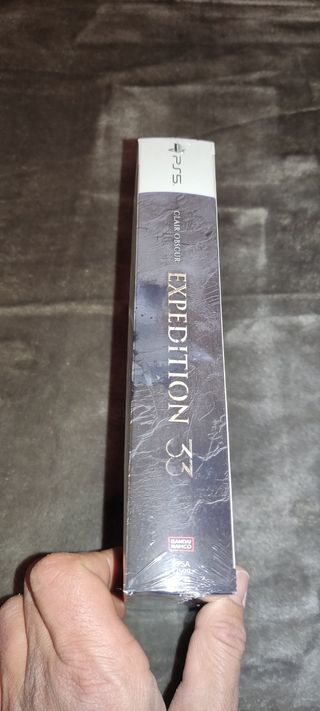 PS5
CLAIR OBSCUR
EXPEDITION 33
BANDAI
NAMCO